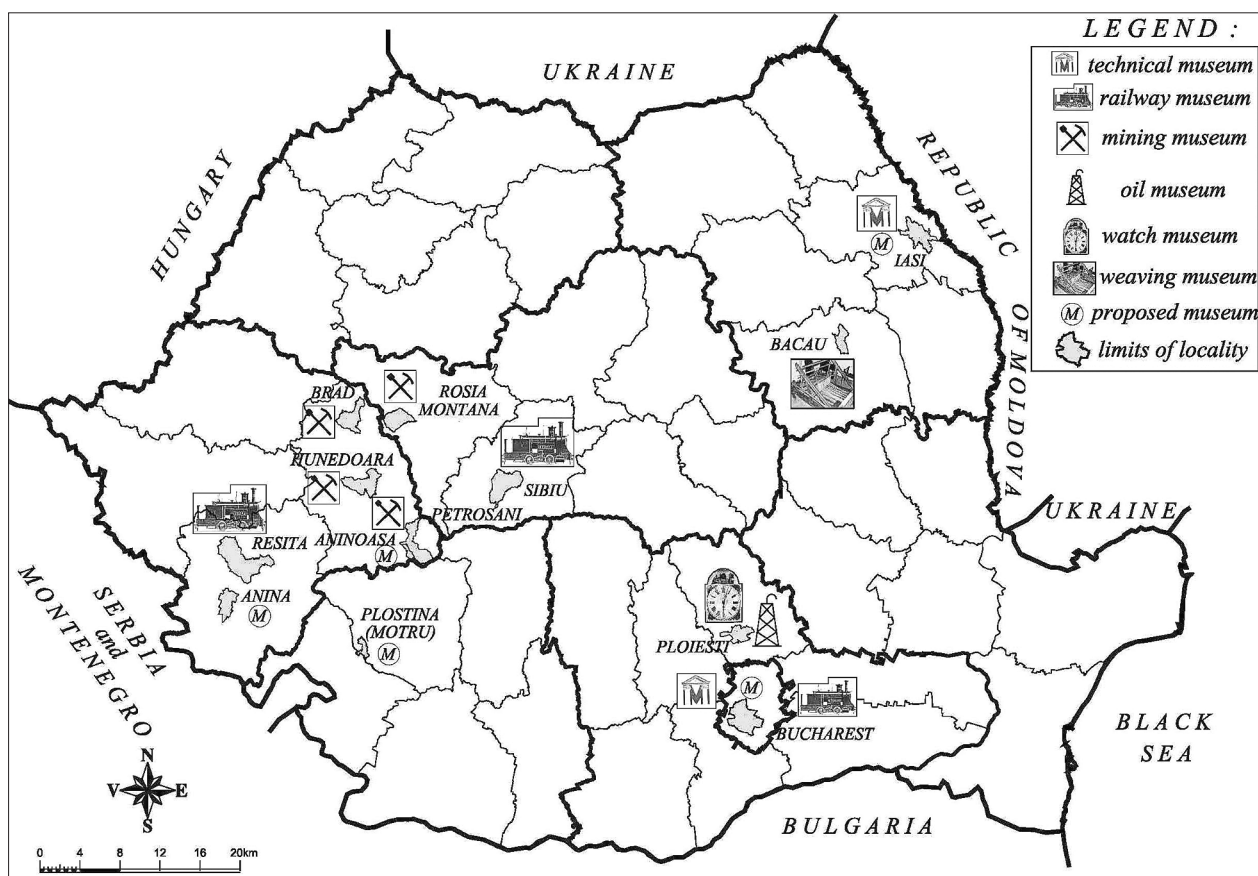 LEGEND :
technical museum
railway museum
mining museum
oil museum
watch museum
weaving museum
M proposed museum
limits of locality
UKRAINE
HUNGARY
REPUBLIC
OF MOLDOVA
M
M
IASI
BACAU
BRAD
ROSIA
MONTANA
HUNEDOARA
SIBIU
PETROSANI
RESITA
ANINOASA
M
UKRAINE
ANINA
M
PLOSTINA
(MOTRU)
M
PLOIESTI
M
M
BUCHAREST
SERBIA
and
MONTENEGRO
BLACK
SEA
BULGARIA
N
V E
S
0 4 8 12 16 20km